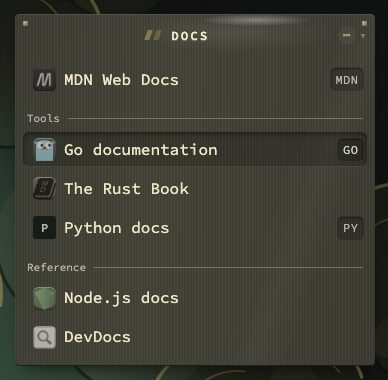 DOCS
MDN Web Docs MDN
Tools
Go documentation GO
The Rust Book
P Python docs PY
Reference
Node.js docs
DevDocs